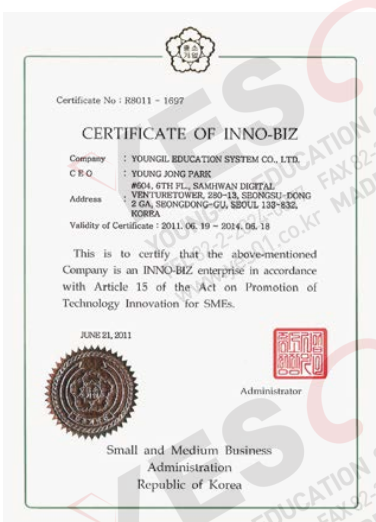 Certificate No : R8011 - 1697
CERTIFICATE OF INNO-BIZ
Company : YOUNGIL EDUCATION SYSTEM CO., LTD.
C E O : YOUNG JONG PARK
Address : #604, 6TH FL., SAMHWAN DIGITAL
VENTURETOWER, 280-13, SEONGSU-DONG
2 GA, SEONGDONG-GU, SEOUL 133-832,
KOREA
Validity of Certificate : 2011. 06. 19 - 2014. 06. 18
This is to certify that the above-mentioned
Company is an INNO-BIZ enterprise in accordance
with Article 15 of the Act on Promotion of
Technology Innovation for SMEs.
JUNE 21, 2011
Administrator
Small and Medium Business
Administration
Republic of Korea